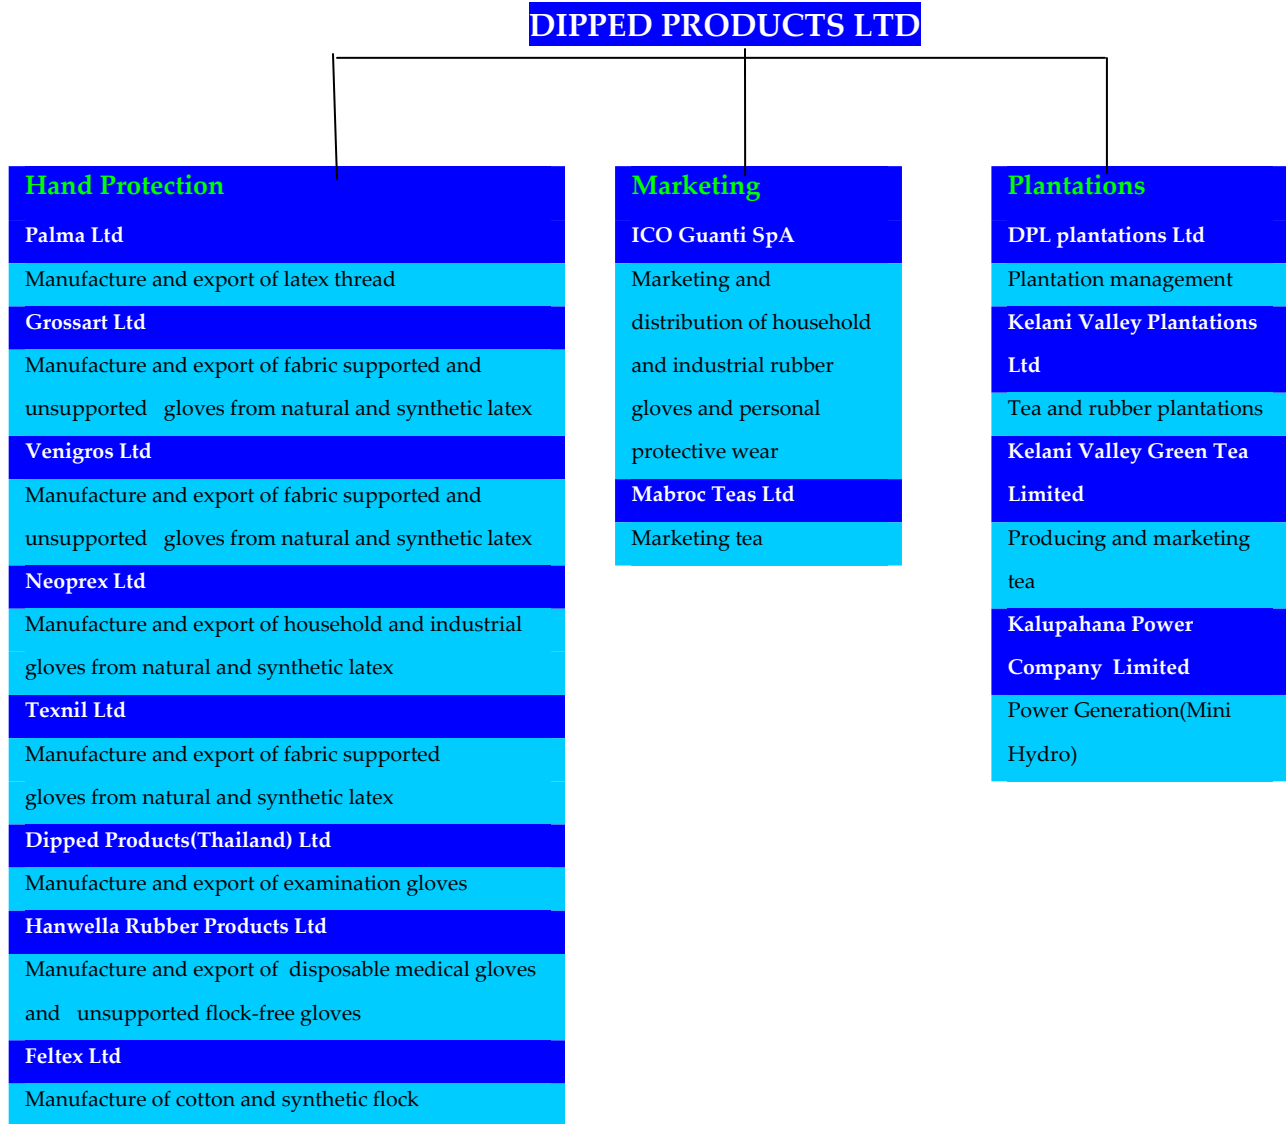 DIPPED PRODUCTS LTD
Hand Protection
Palma Ltd
Manufacture and export of latex thread
Grossart Ltd
Manufacture and export of fabric supported and
unsupported gloves from natural and synthetic latex
Venigros Ltd
Manufacture and export of fabric supported and
unsupported gloves from natural and synthetic latex
Neoprex Ltd
Manufacture and export of household and industrial
gloves from natural and synthetic latex
Texnil Ltd
Manufacture and export of fabric supported
gloves from natural and synthetic latex
Dipped Products(Thailand) Ltd
Manufacture and export of examination gloves
Hanwella Rubber Products Ltd
Manufacture and export of disposable medical gloves
and unsupported flock-free gloves
Feltex Ltd
Manufacture of cotton and synthetic flock
Marketing
ICO Guanti SpA
Marketing and
distribution of household
and industrial rubber
gloves and personal
protective wear
Mabroc Teas Ltd
Marketing tea
Plantations
DPL plantations Ltd
Plantation management
Kelani Valley Plantations
Ltd
Tea and rubber plantations
Kelani Valley Green Tea
Limited
Producing and marketing
tea
Kalupahana Power
Company Limited
Power Generation(Mini
Hydro)